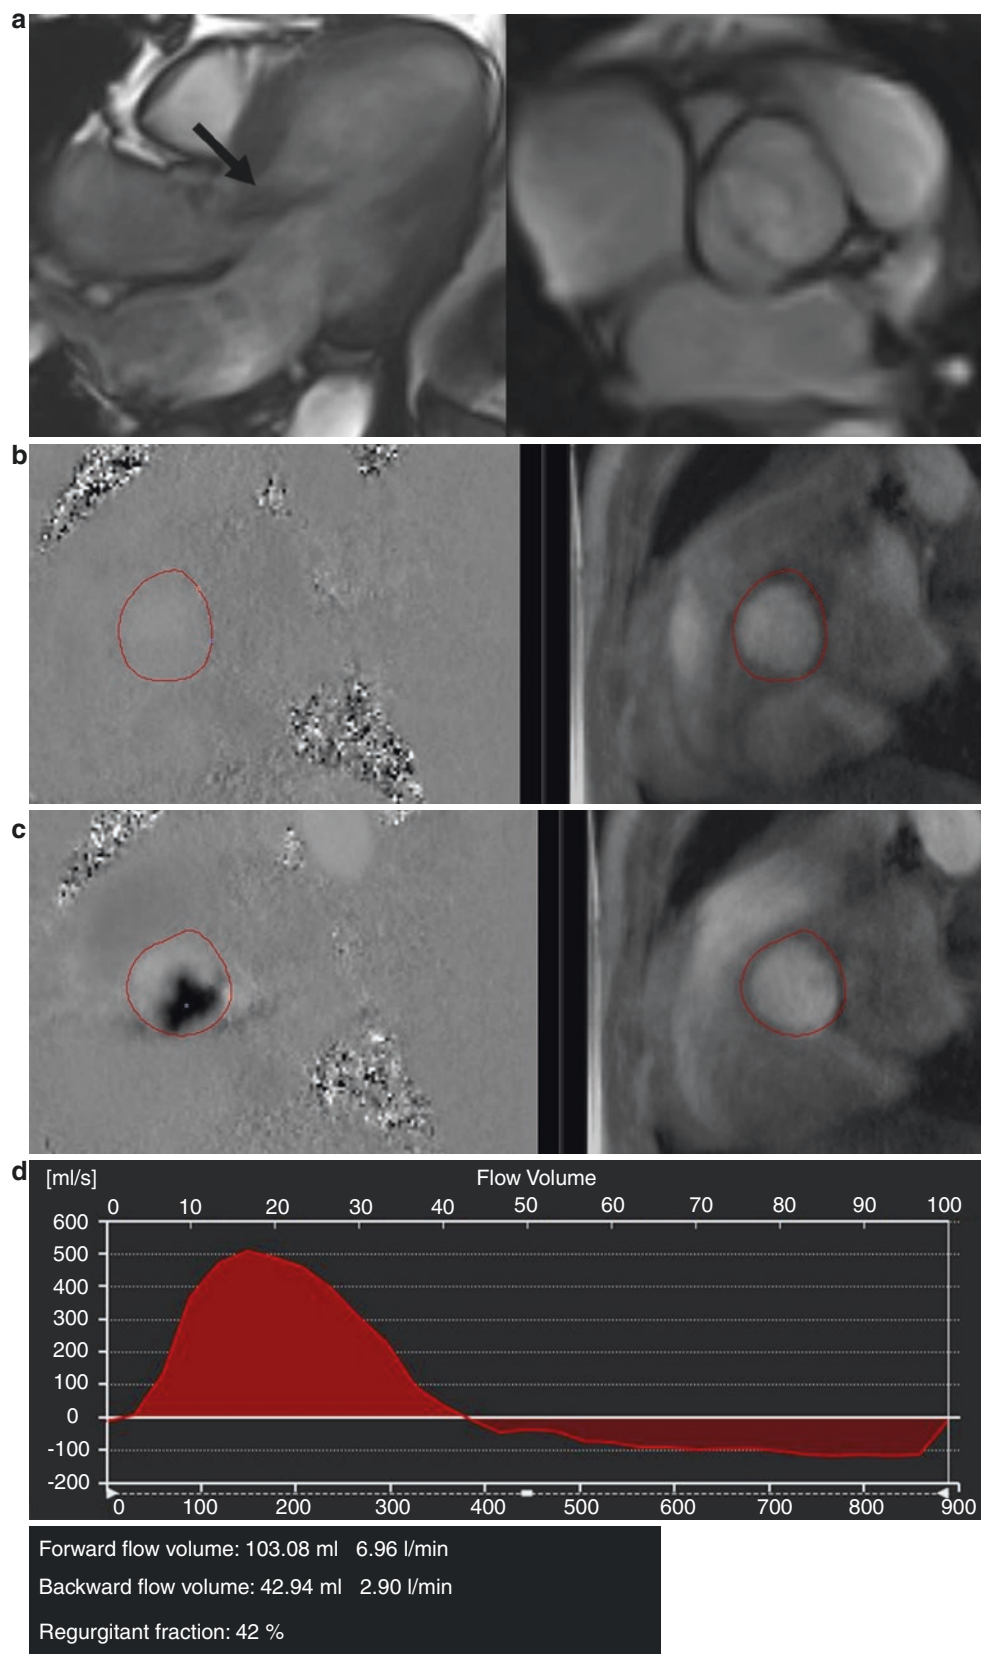 a
b
c
d
[ml/s] Flow Volume
0 10 20 30 40 50 60 70 80 90 100
600
500
400
300
200
100
0
-100
-200
0 100 200 300 400 500 600 700 800 900
Forward flow volume: 103.08 ml 6.96 l/min
Backward flow volume: 42.94 ml 2.90 l/min
Regurgitant fraction: 42 %